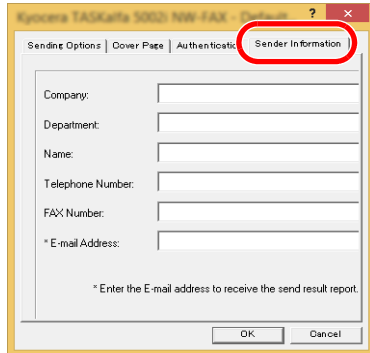 Kyocera TASKalfa 5002i NW-FAX - Default... ? ×
Sending Options Cover Page Authentication Sender Information
Company:
Department:
Name:
Telephone Number:
FAX Number:
* E-mail Address:
* Enter the E-mail address to receive the send result report.
OK Cancel